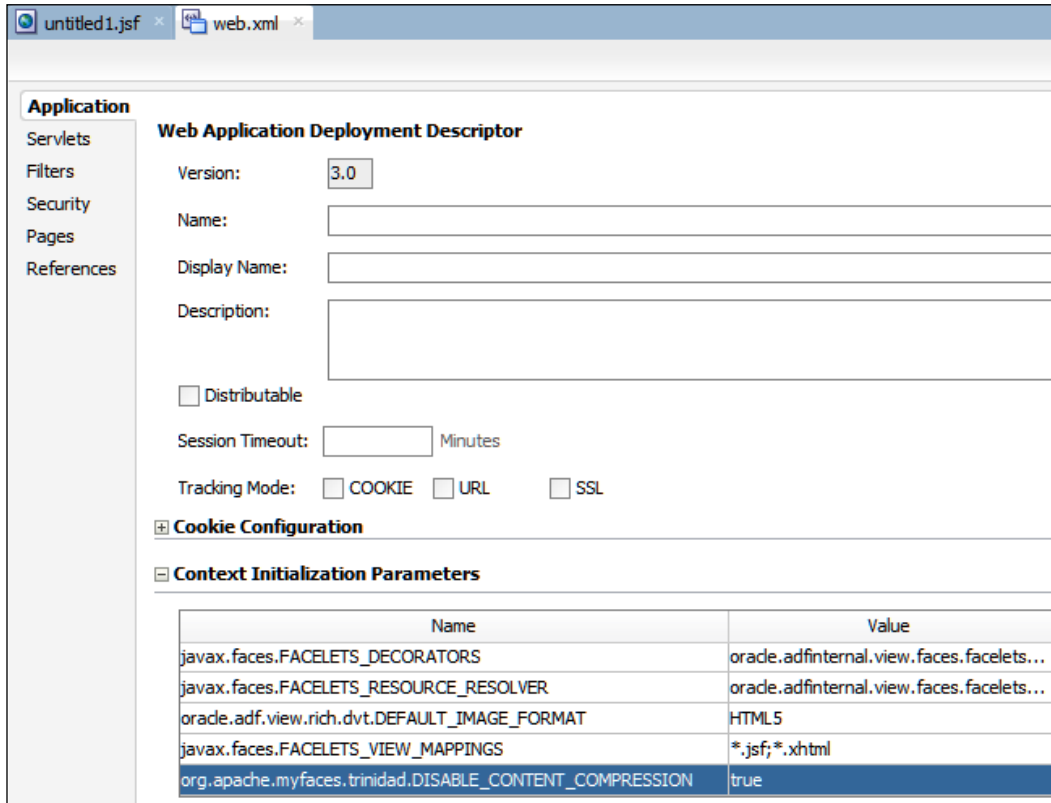 untitled1.jsf web.xml
Application
Servlets
Filters
Security
Pages
References
Web Application Deployment Descriptor
Version: 3.0
Name:
Display Name:
Description:
Distributable
Session Timeout: Minutes
Tracking Mode: COOKIE URL SSL
Cookie Configuration
Context Initialization Parameters
Name Value
javax.faces.FACELETS_DECORATORS oracle.adfinternal.view.faces.facelets...
javax.faces.FACELETS_RESOURCE_RESOLVER oracle.adfinternal.view.faces.facelets...
oracle.adf.view.rich.dvt.DEFAULT_IMAGE_FORMAT HTML5
javax.faces.FACELETS_VIEW_MAPPINGS *.jsf;*.xhtml
org.apache.myfaces.trinidad.DISABLE_CONTENT_COMPRESSION true